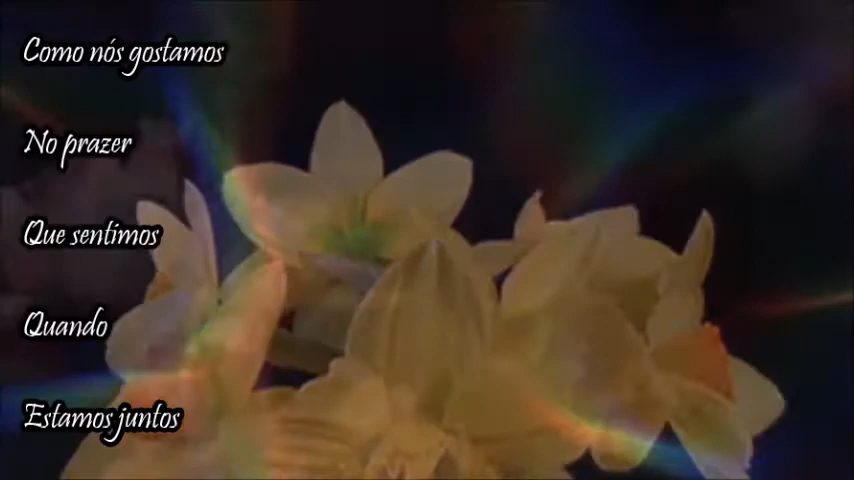 Como nós gostamos
No prazer
Que sentimos
Quando
Estamos juntos